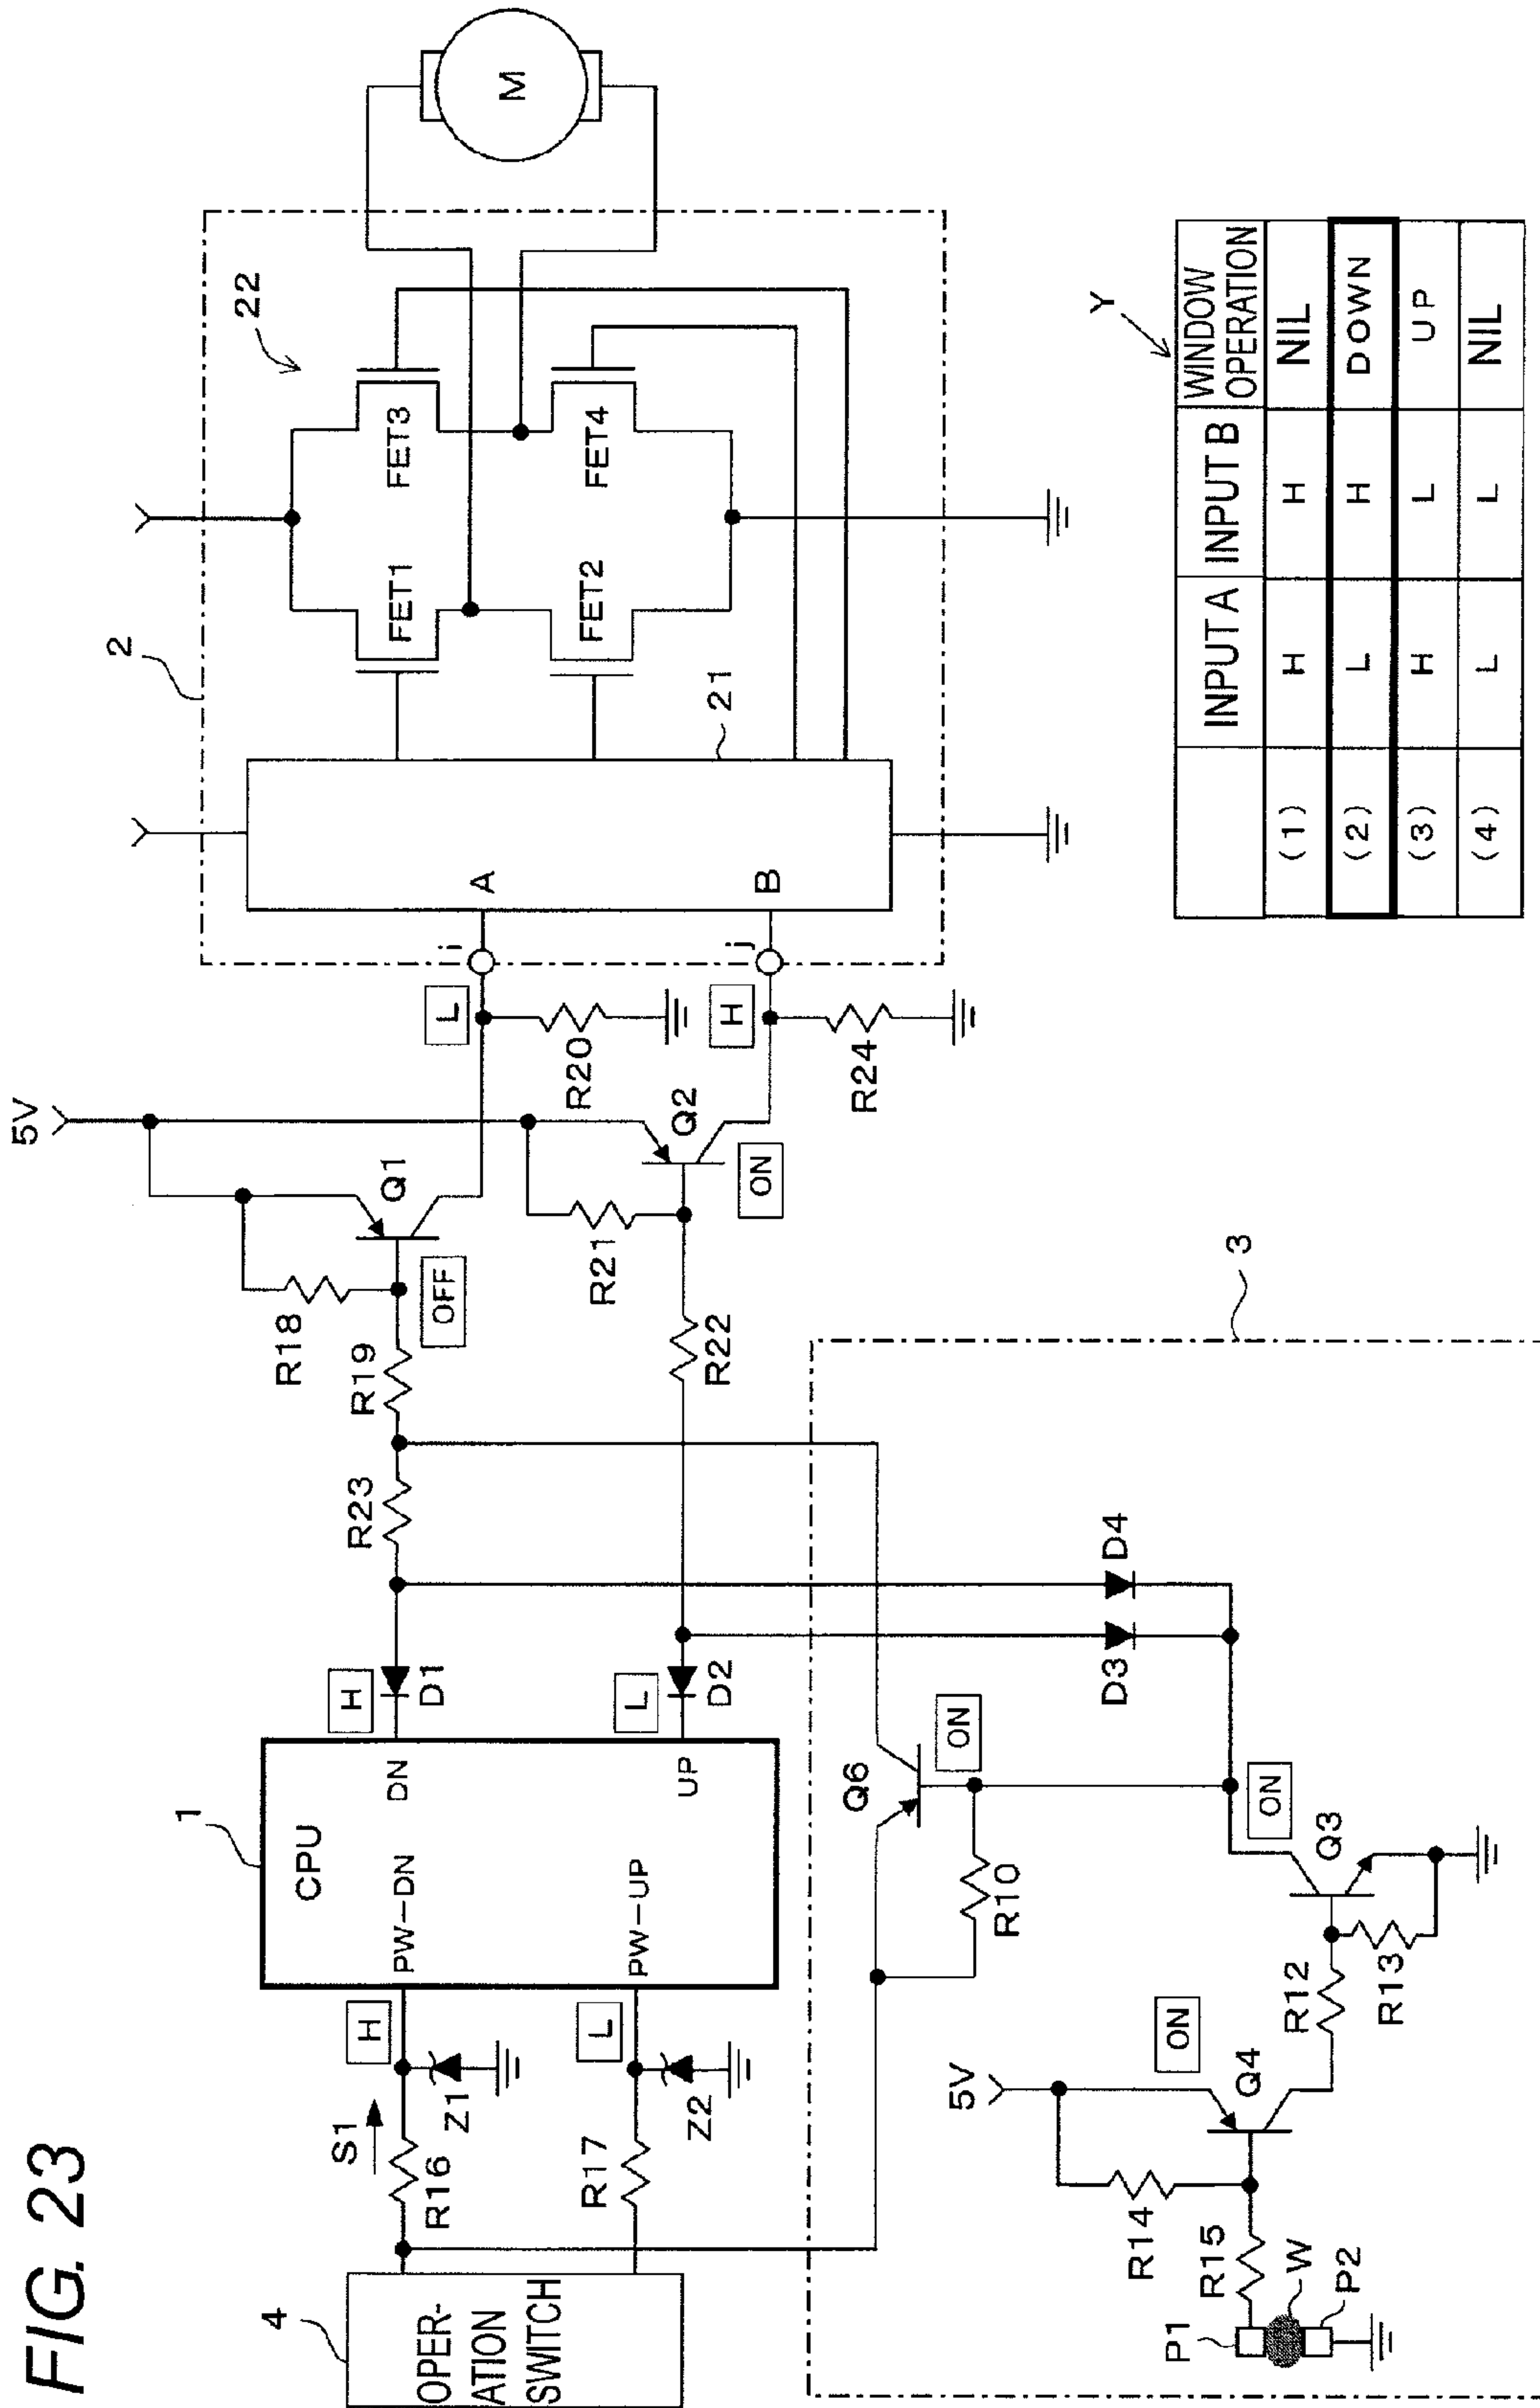 FIG. 23
4
OPER-
ATION
SWITCH
S1
R16
R17
H
Z1
L
Z2
1
CPU
PW-DN
PW-UP
DN
UP
H
D1
L
D2
R23
R19
R18
OFF
Q1
5V
R22
R21
Q2
ON
L
R20
H
R24
i
j
2
A
B
21
FET1
FET2
FET3
FET4
22
M
3
Q6
ON
R10
D3
D4
ON
Q3
R12
R13
5V
ON
Q4
R14
R15
P1
W
P2
Y
INPUT A INPUT B WINDOW
OPERATION
(1) H H NIL
(2) L H DOWN
(3) H L UP
(4) L L NIL